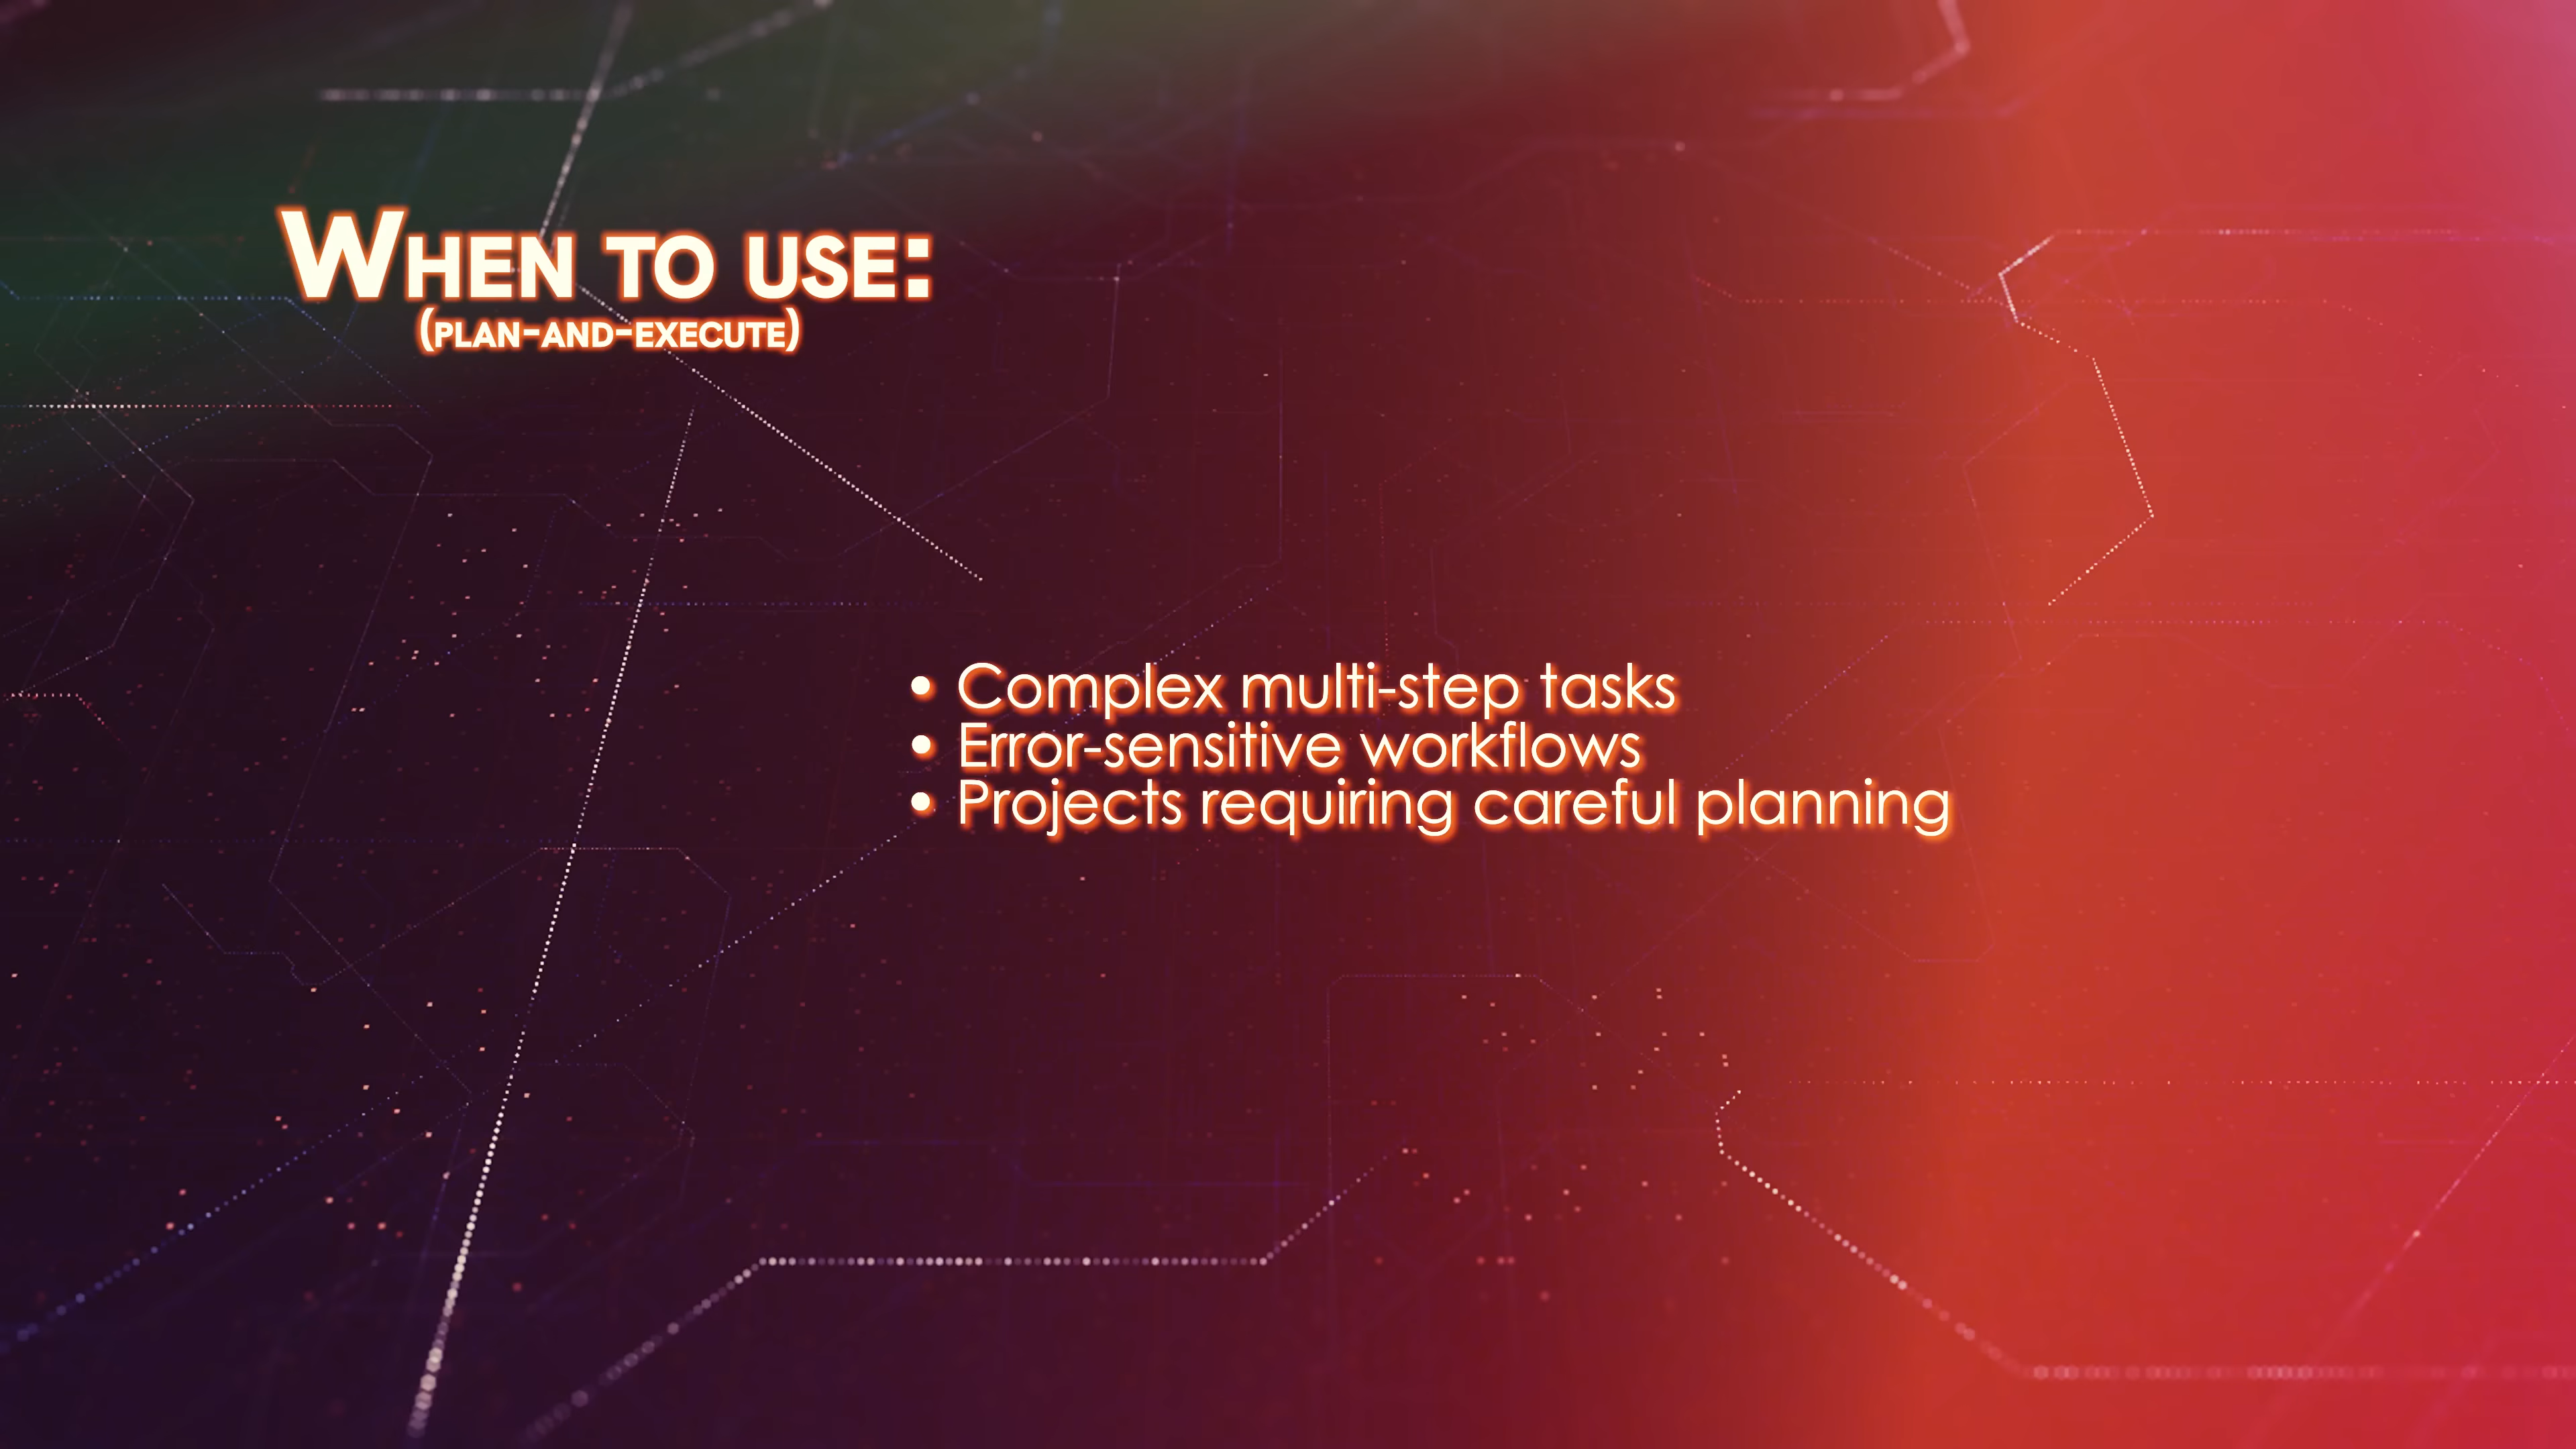 When to use:
(plan-and-execute)
• Complex multi-step tasks
• Error-sensitive workflows
• Projects requiring careful planning